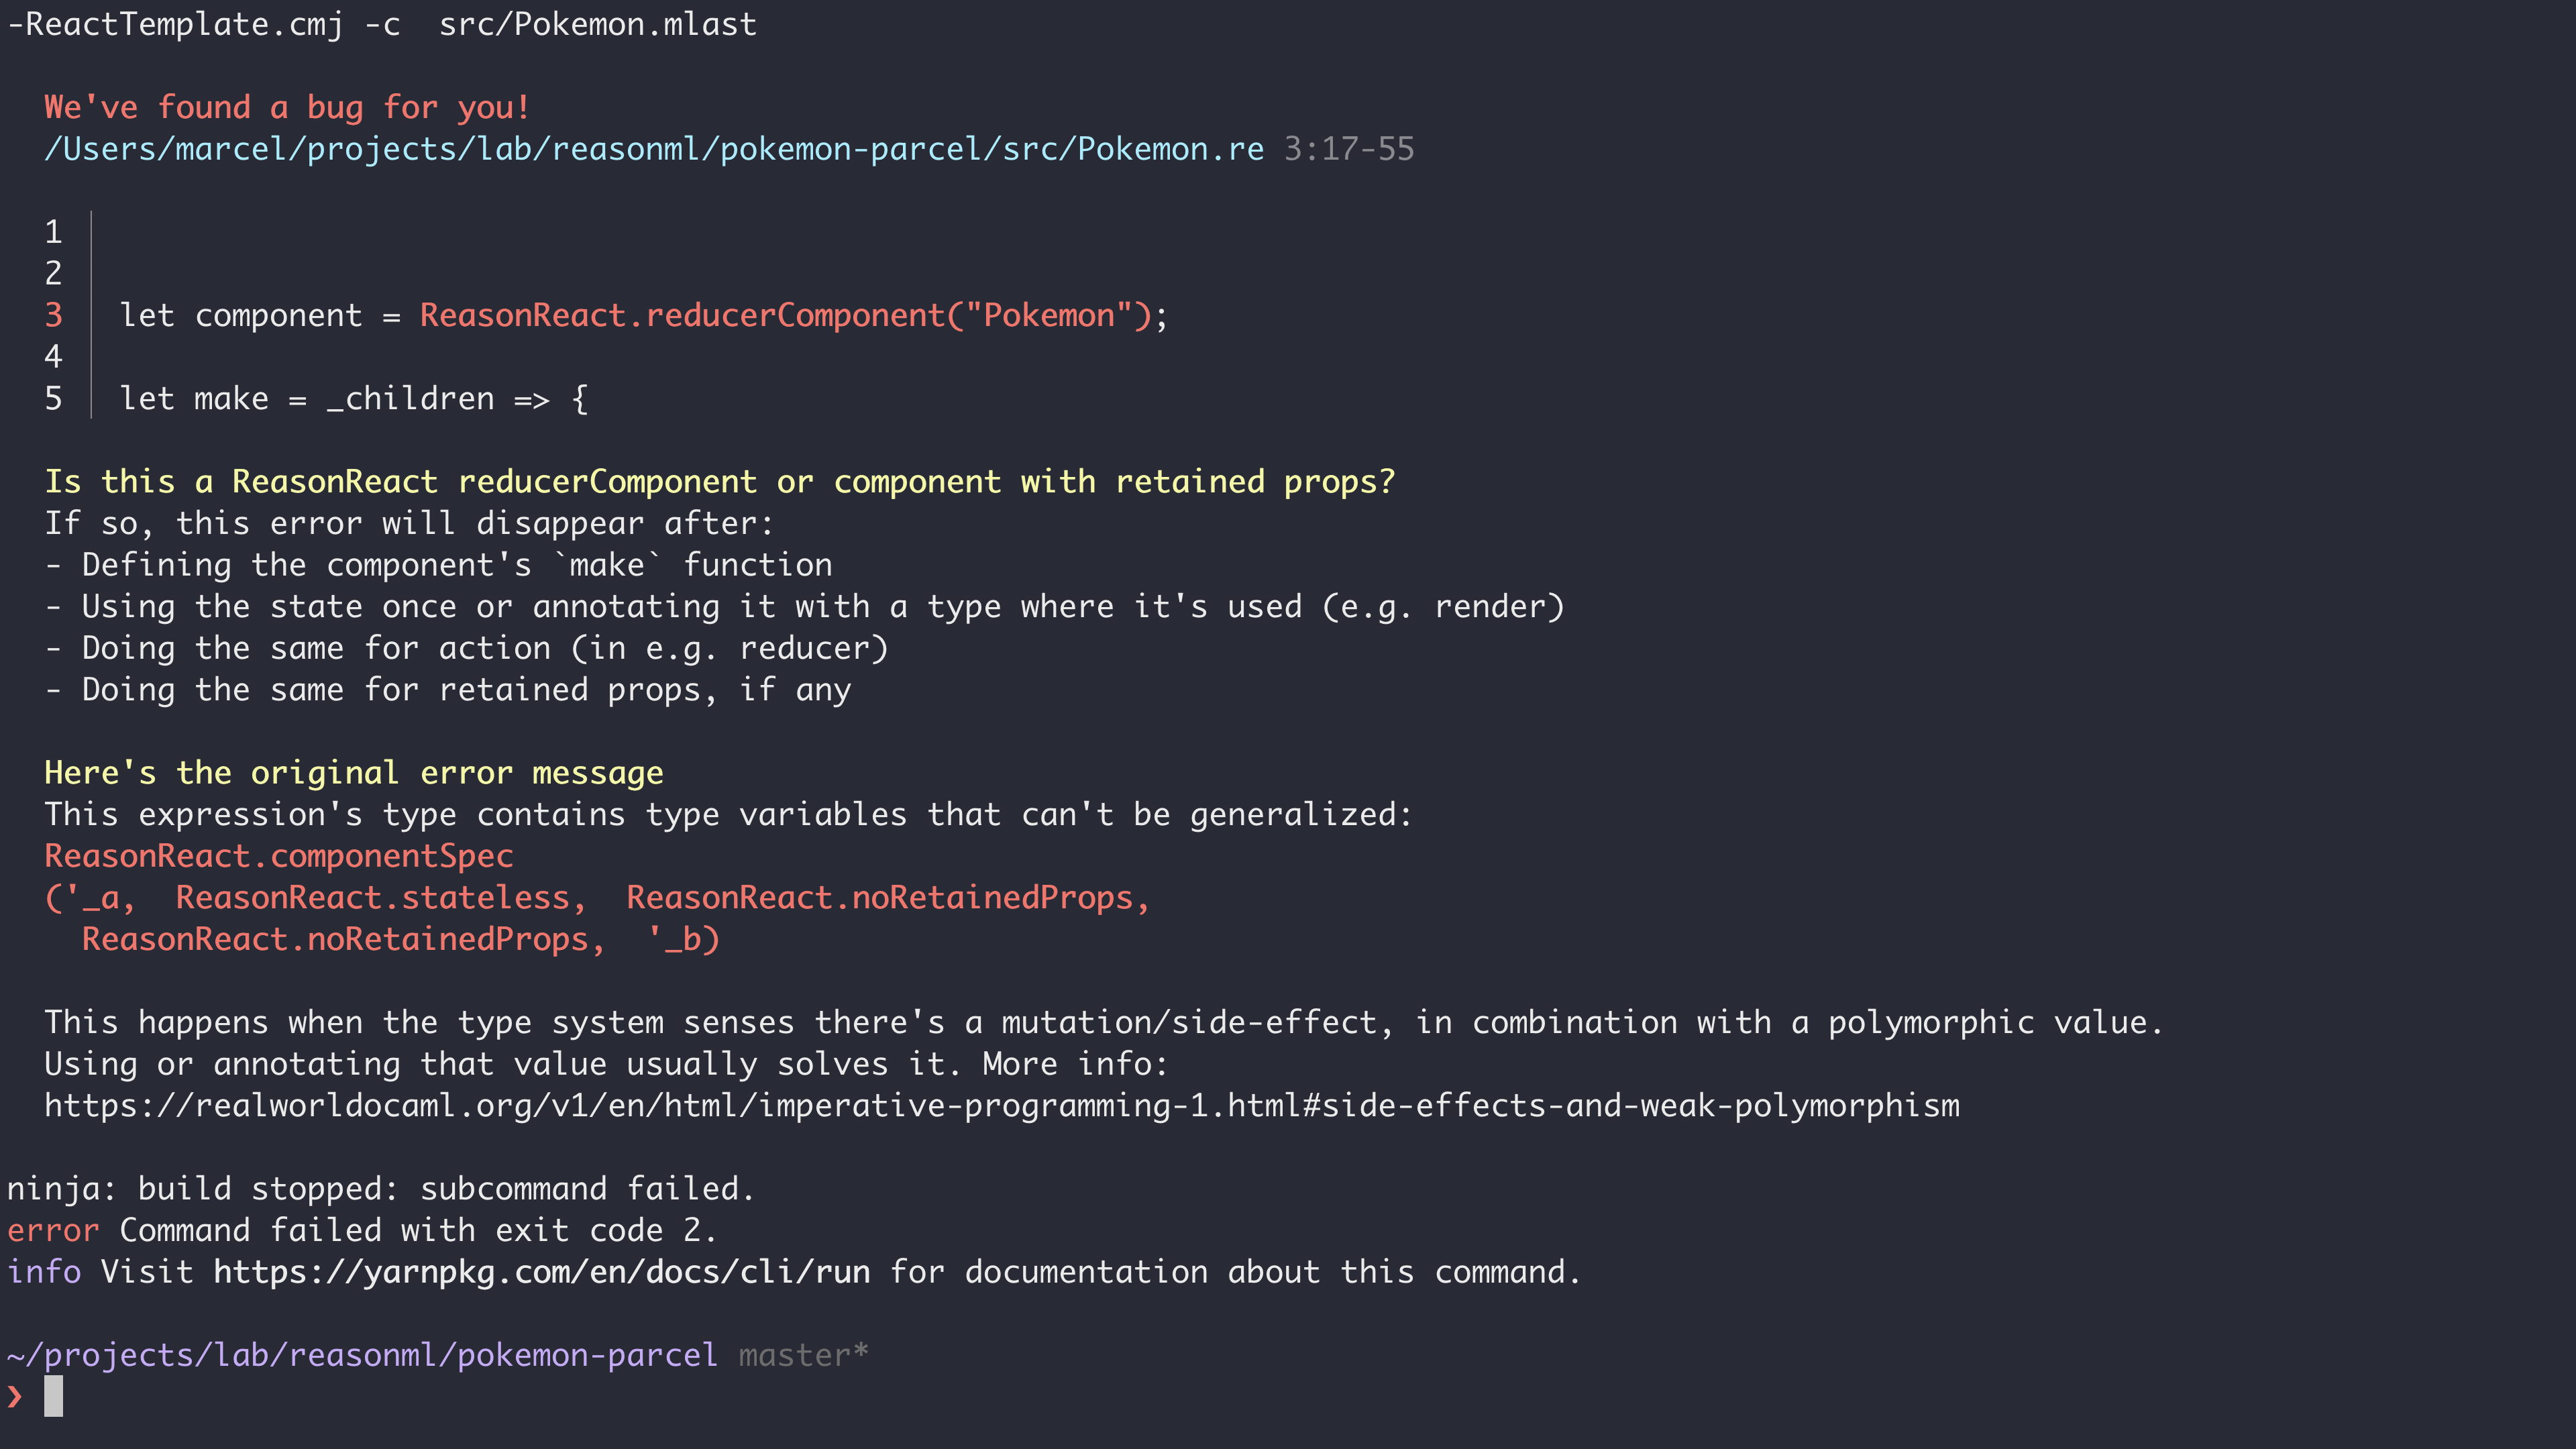 -ReactTemplate.cmj -c  src/Pokemon.mlast
We've found a bug for you!
/Users/marcel/projects/lab/reasonml/pokemon-parcel/src/Pokemon.re 3:17-55
1
2
3 let component = ReasonReact.reducerComponent("Pokemon");
4
5 let make = _children => {
Is this a ReasonReact reducerComponent or component with retained props?
If so, this error will disappear after:
- Defining the component's `make` function
- Using the state once or annotating it with a type where it's used (e.g. render)
- Doing the same for action (in e.g. reducer)
- Doing the same for retained props, if any
Here's the original error message
This expression's type contains type variables that can't be generalized:
ReasonReact.componentSpec
('_a,  ReasonReact.stateless,  ReasonReact.noRetainedProps,
ReasonReact.noRetainedProps,  '_b)
This happens when the type system senses there's a mutation/side-effect, in combination with a polymorphic value.
Using or annotating that value usually solves it. More info:
https://realworldocaml.org/v1/en/html/imperative-programming-1.html#side-effects-and-weak-polymorphism
ninja: build stopped: subcommand failed.
error Command failed with exit code 2.
info Visit https://yarnpkg.com/en/docs/cli/run for documentation about this command.
~/projects/lab/reasonml/pokemon-parcel master*
❯